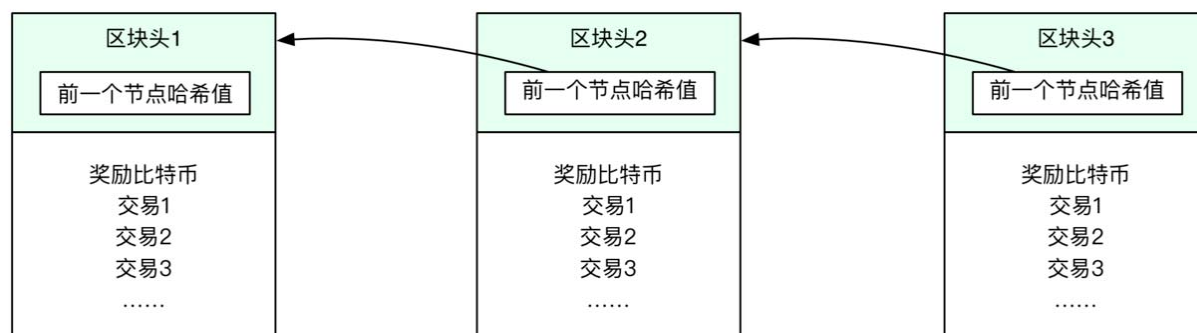 区块头1
前一个节点哈希值
奖励比特币
交易1
交易2
交易3
……
区块头2
前一个节点哈希值
奖励比特币
交易1
交易2
交易3
……
区块头3
前一个节点哈希值
奖励比特币
交易1
交易2
交易3
……